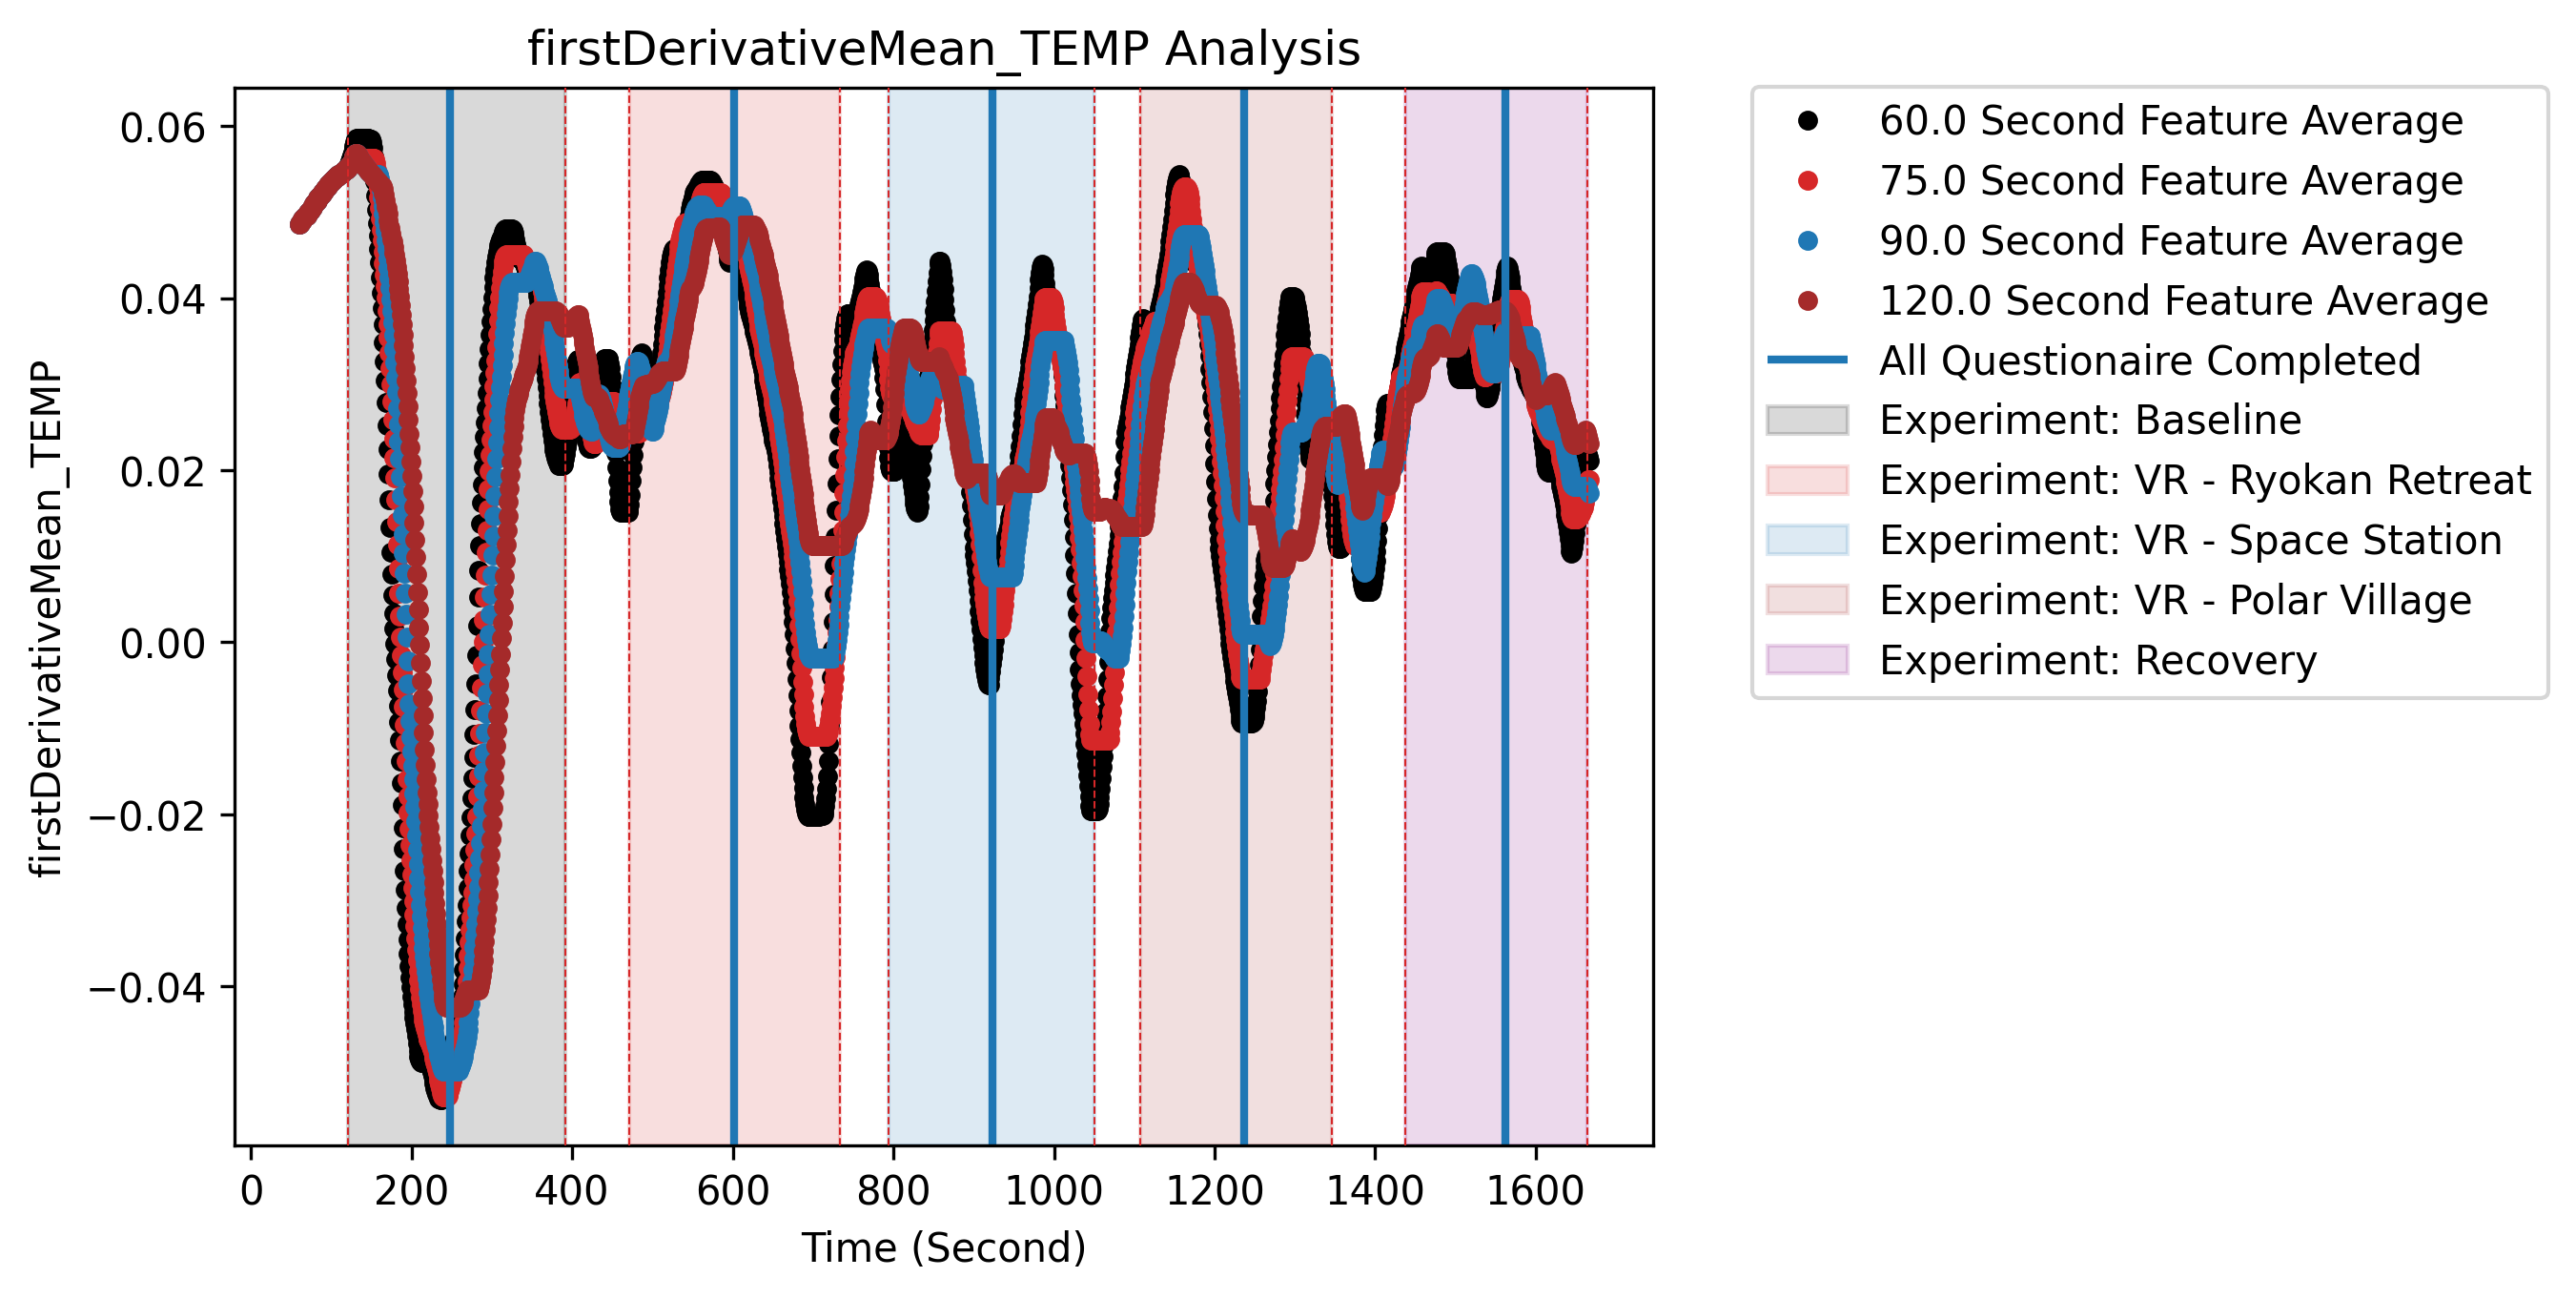 firstDerivativeMean_TEMP Analysis
firstDerivativeMean_TEMP
0.06
0.04
0.02
0.00
−0.02
−0.04
0 200 400 600 800 1000 1200 1400 1600
Time (Second)
60.0 Second Feature Average
75.0 Second Feature Average
90.0 Second Feature Average
120.0 Second Feature Average
All Questionaire Completed
Experiment: Baseline
Experiment: VR - Ryokan Retreat
Experiment: VR - Space Station
Experiment: VR - Polar Village
Experiment: Recovery